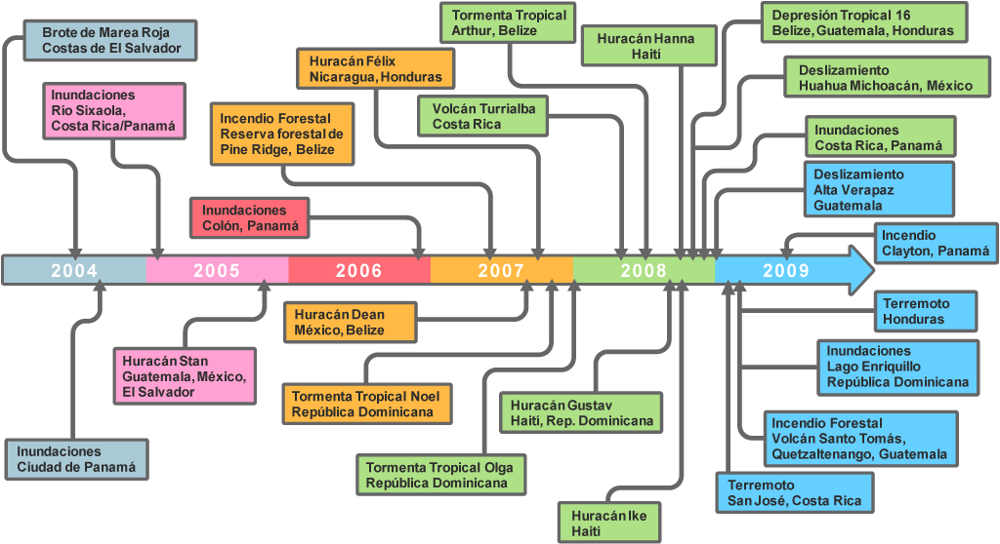 Brote de Marea Roja
Costas de El Salvador
Inundaciones
Río Sixaola,
Costa Rica/Panamá
Huracán Félix
Nicaragua, Honduras
Incendio Forestal
Reserva forestal de
Pine Ridge, Belize
Inundaciones
Colón, Panamá
Tormenta Tropical
Arthur, Belize
Volcán Turrialba
Costa Rica
Huracán Hanna
Haití
Depresión Tropical 16
Belize, Guatemala, Honduras
Deslizamiento
Huahua Michoacán, México
Inundaciones
Costa Rica, Panamá
Deslizamiento
Alta Verapaz
Guatemala
Incendio
Clayton, Panamá
2004 2005 2006 2007 2008 2009
Huracán Dean
México, Belize
Huracán Stan
Guatemala, México,
El Salvador
Tormenta Tropical Noel
República Dominicana
Inundaciones
Ciudad de Panamá
Tormenta Tropical Olga
República Dominicana
Huracán Gustav
Haití, Rep. Dominicana
Huracán Ike
Haití
Terremoto
Honduras
Inundaciones
Lago Enriquillo
República Dominicana
Incendio Forestal
Volcán Santo Tomás,
Quetzaltenango, Guatemala
Terremoto
San José, Costa Rica